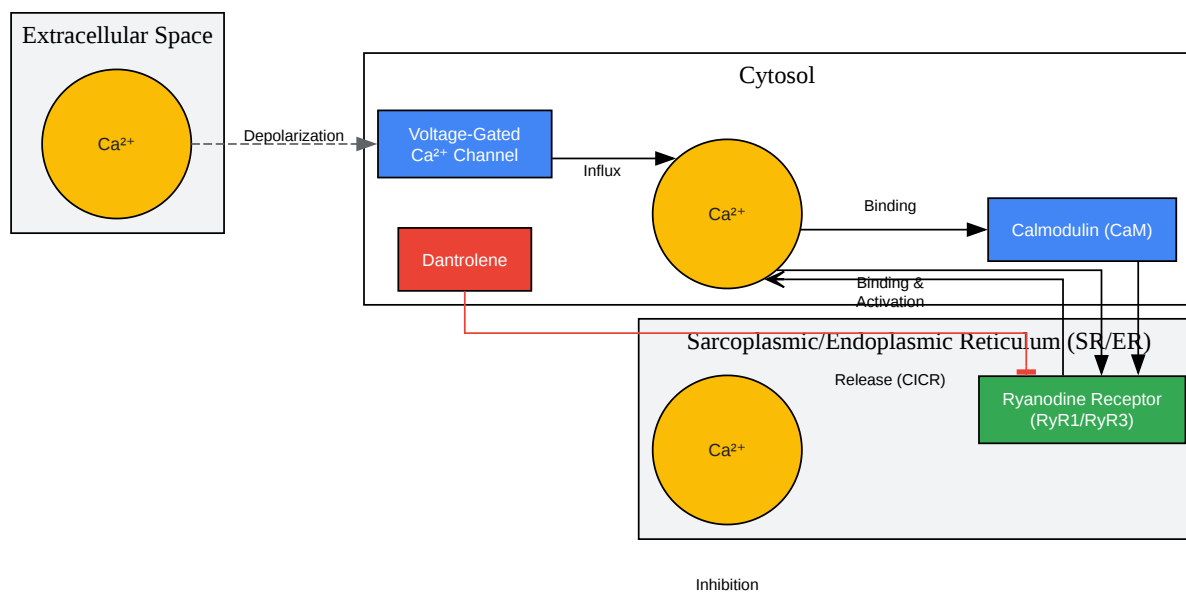 Extracellular Space
Ca²⁺
Depolarization
Cytosol
Voltage-Gated
Ca²⁺ Channel
Influx
Ca²⁺
Binding
Calmodulin (CaM)
Dantrolene
Binding &
Activation
Sarcoplasmic/Endoplasmic Reticulum (SR/ER)
Release (CICR)
Ryanodine Receptor
(RyR1/RyR3)
Ca²⁺
Inhibition